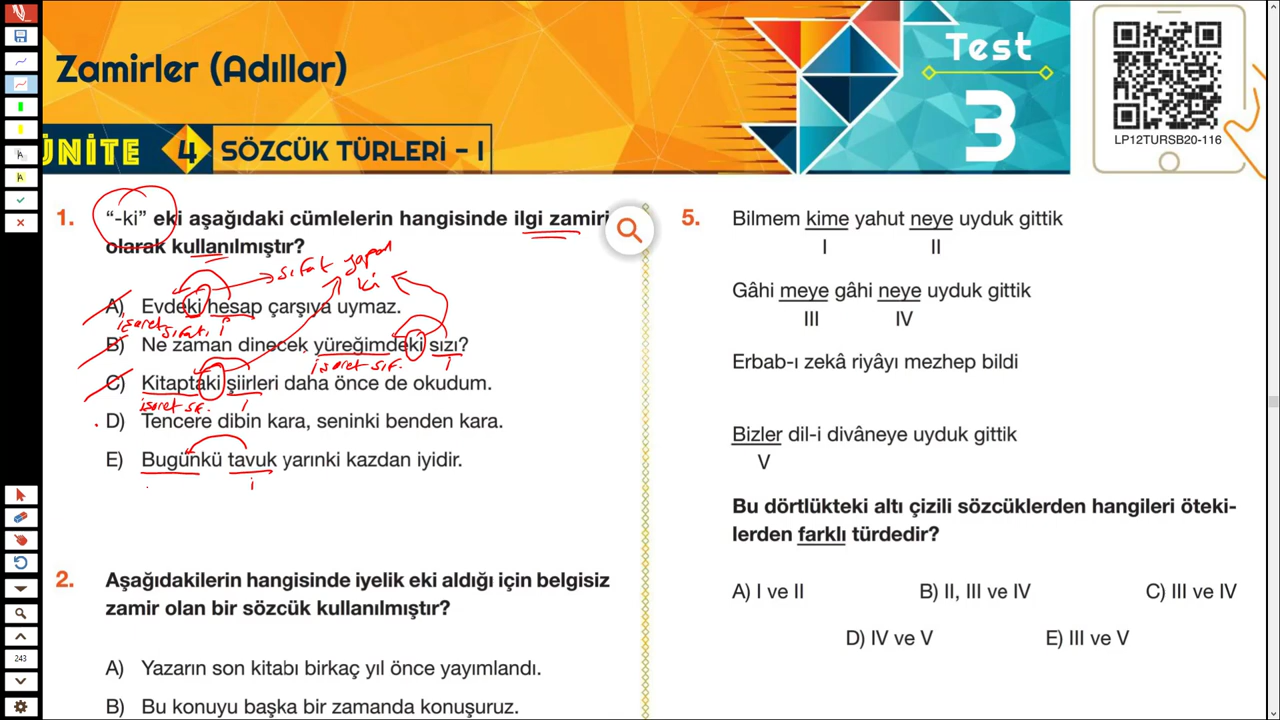 Zamirler (Adıllar)
Test
3
ÜNİTE 4 SÖZCÜK TÜRLERİ - I
LP12TURSB20-116
1. "-ki" eki aşağıdaki cümlelerin hangisinde ilgi zamiri
olarak kullanılmıştır?
sıfat yapan
ki
A) Evdeki hesap çarşıya uymaz.
işaret sıfatı i
B) Ne zaman dinecek yüreğimdeki sızı?
işaret sıf. i
C) Kitaptaki şiirleri daha önce de okudum.
işaret sf. i
D) Tencere dibin kara, seninki benden kara.
E) Bugünkü tavuk yarınki kazdan iyidir.
i
2. Aşağıdakilerin hangisinde iyelik eki aldığı için belgisiz
zamir olan bir sözcük kullanılmıştır?
A) Yazarın son kitabı birkaç yıl önce yayımlandı.
B) Bu konuyu başka bir zamanda konuşuruz.
5. Bilmem kime yahut neye uyduk gittik
I II
Gâhi meye gâhi neye uyduk gittik
III IV
Erbab-ı zekâ riyâyı mezhep bildi
Bizler dil-i divâneye uyduk gittik
V
Bu dörtlükteki altı çizili sözcüklerden hangileri öteki-
lerden farklı türdedir?
A) I ve II B) II, III ve IV C) III ve IV
D) IV ve V E) III ve V
243